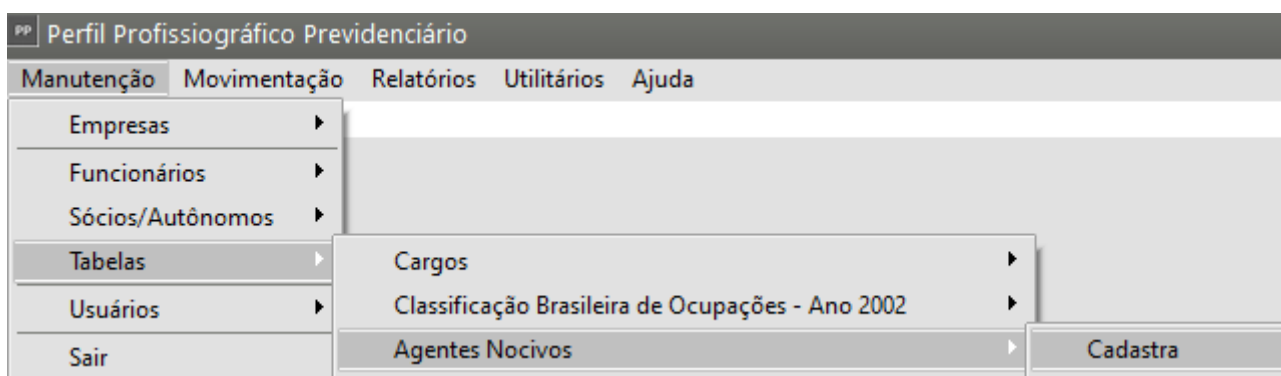 PP Perfil Profissiográfico Previdenciário
Manutenção Movimentação Relatórios Utilitários Ajuda
Empresas
Funcionários
Sócios/Autônomos
Tabelas
Cargos
Usuários
Classificação Brasileira de Ocupações - Ano 2002
Sair
Agentes Nocivos
Cadastra